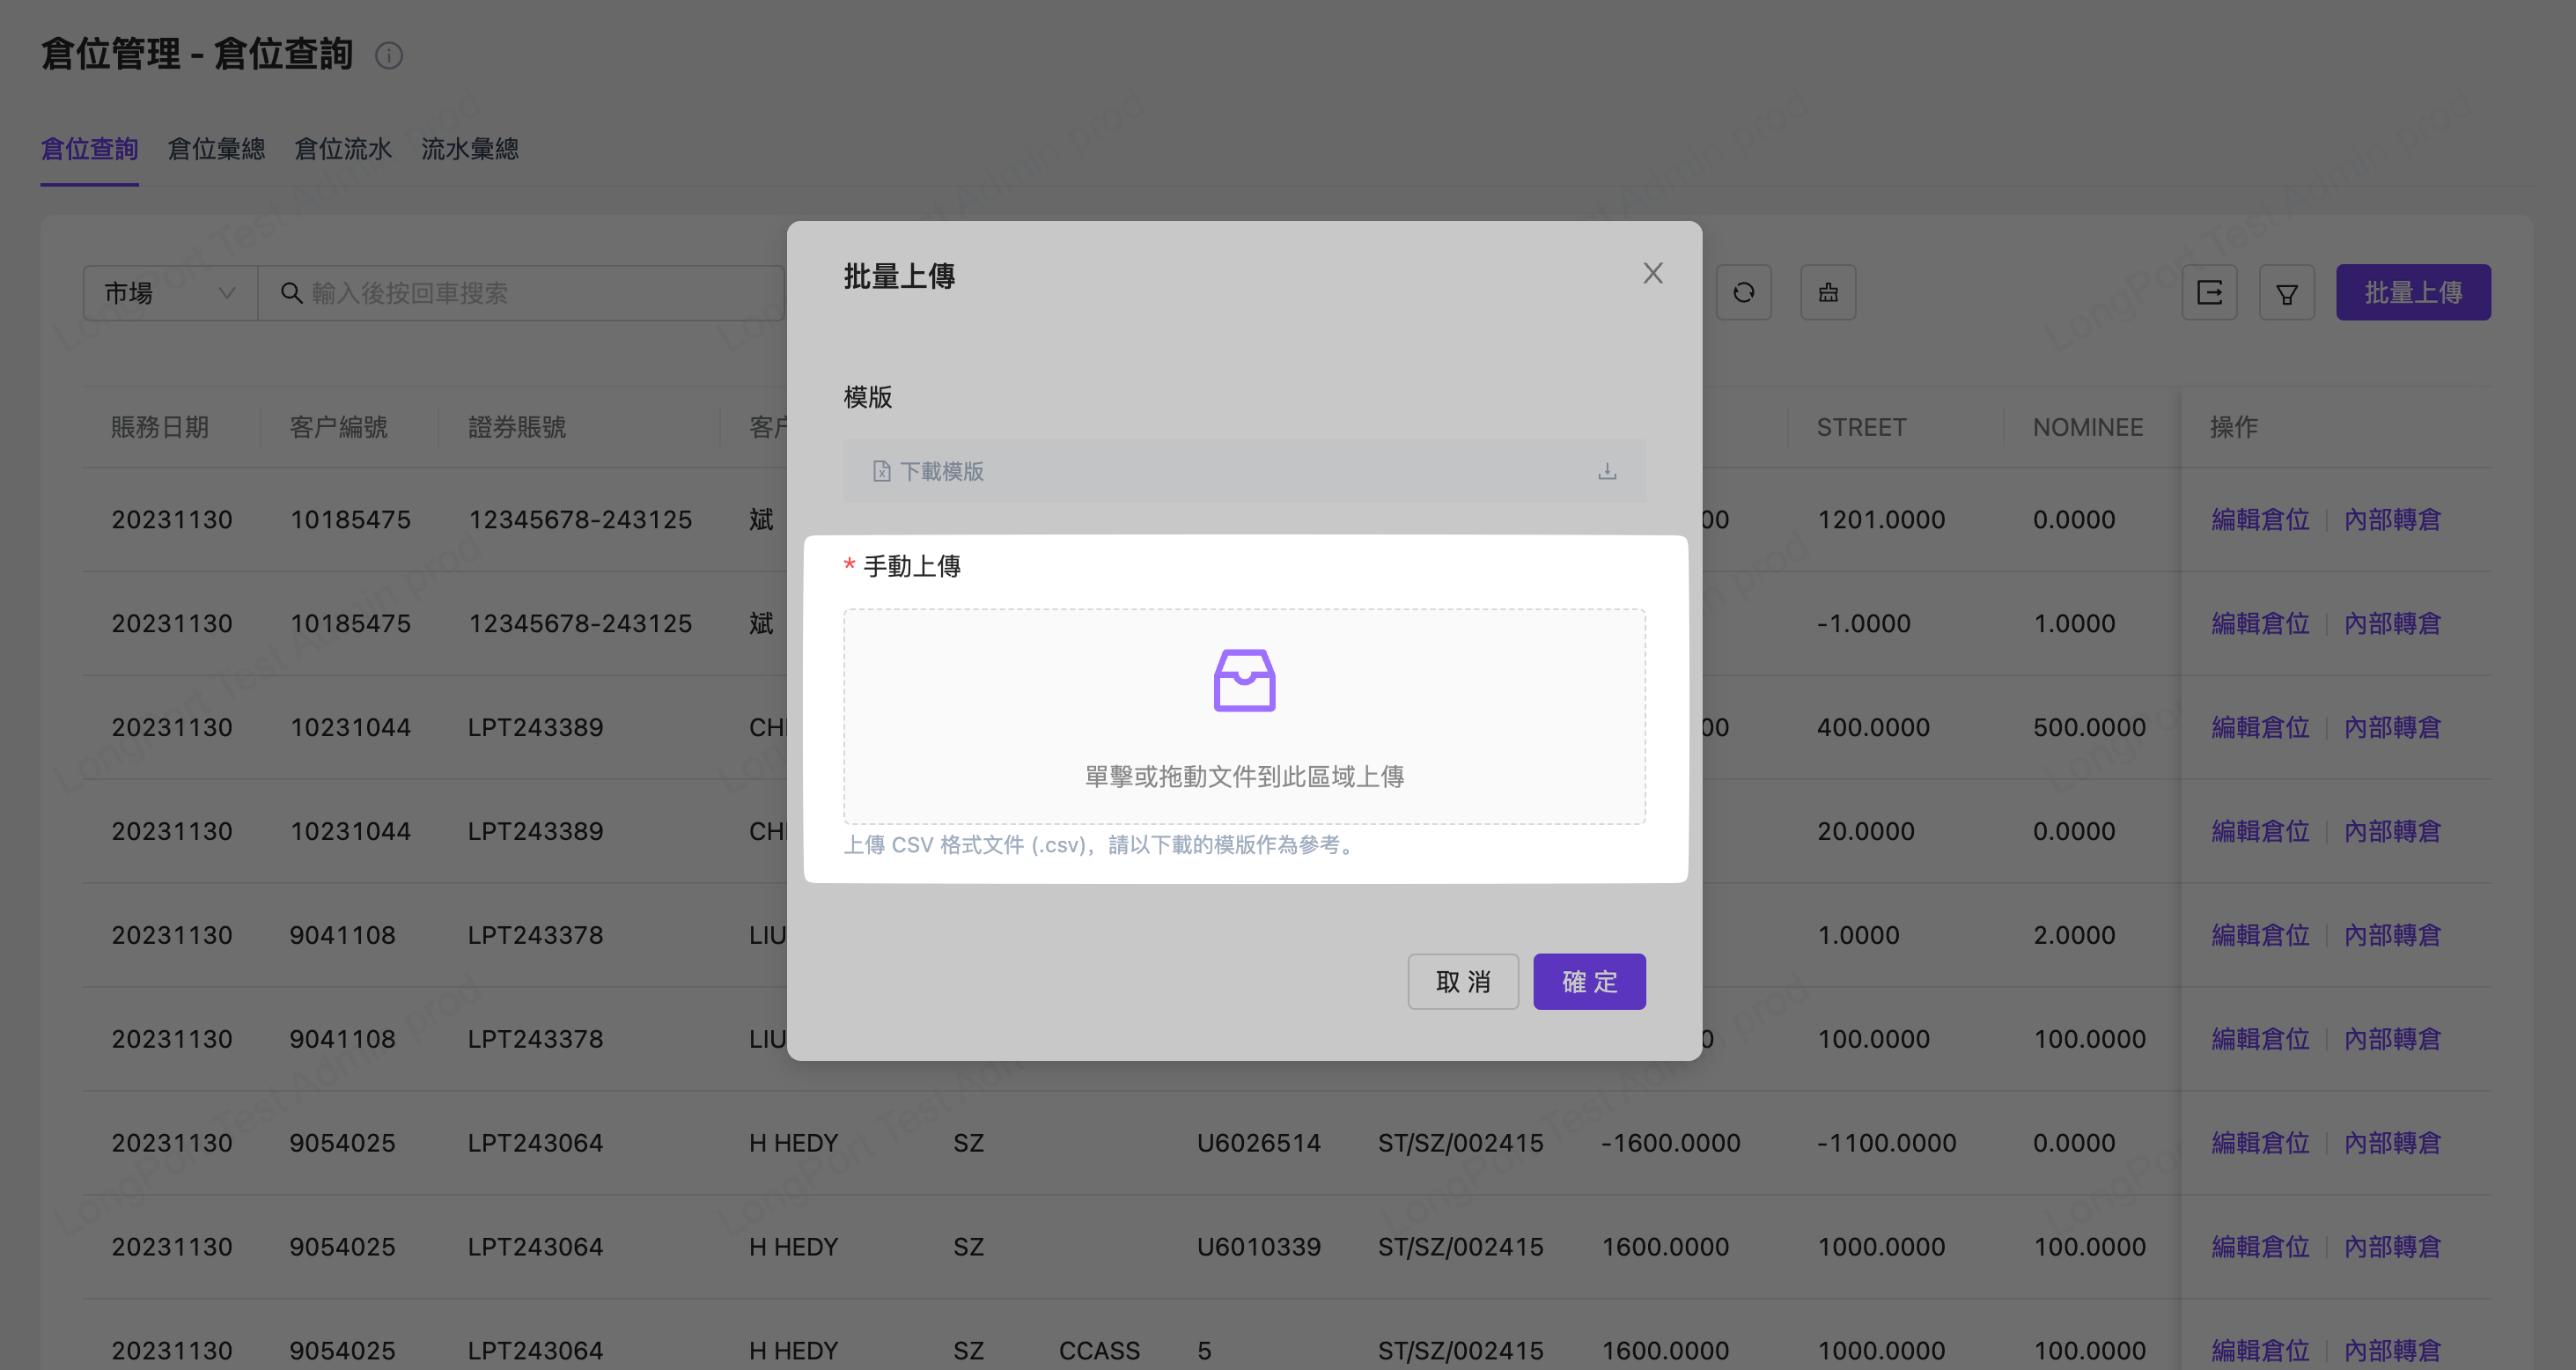 倉位管理 - 倉位查詢
倉位查詢 倉位彙總 倉位流水 流水彙總
市場 輸入後按回車搜索 批量上傳
賬務日期 客户編號 證券賬號 客户 STREET NOMINEE 操作
20231130 10185475 12345678-243125 斌 00 1201.0000 0.0000 編輯倉位 內部轉倉
20231130 10185475 12345678-243125 斌 -1.0000 1.0000 編輯倉位 內部轉倉
20231130 10231044 LPT243389 CH 00 400.0000 500.0000 編輯倉位 內部轉倉
20231130 10231044 LPT243389 CH 20.0000 0.0000 編輯倉位 內部轉倉
20231130 9041108 LPT243378 LIU 1.0000 2.0000 編輯倉位 內部轉倉
20231130 9041108 LPT243378 LIU 0 100.0000 100.0000 編輯倉位 內部轉倉
20231130 9054025 LPT243064 H HEDY SZ U6026514 ST/SZ/002415 -1600.0000 -1100.0000 0.0000 編輯倉位 內部轉倉
20231130 9054025 LPT243064 H HEDY SZ U6010339 ST/SZ/002415 1600.0000 1000.0000 100.0000 編輯倉位 內部轉倉
20231130 9054025 LPT243064 H HEDY SZ CCASS 5 ST/SZ/002415 1600.0000 1000.0000 100.0000 編輯倉位 內部轉倉
批量上傳
模版
下載模版
* 手動上傳
單擊或拖動文件到此區域上傳
上傳 CSV 格式文件 (.csv)，請以下載的模版作為參考。
取 消 確 定
LongPort Test Admin prod